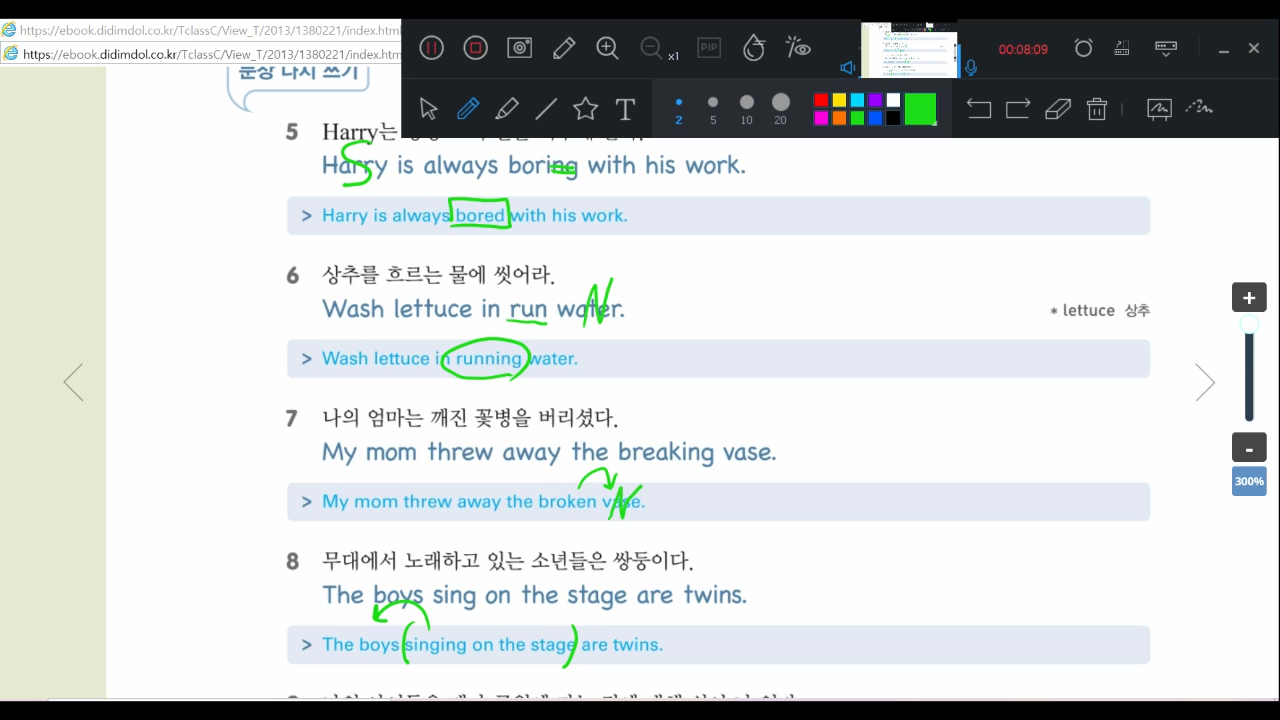 https://ebook.didimdol.co.kr/TclassC/View_T/2013/1380221/index.html
https://ebook.didimdol.co.kr/TclassC/View_T/2013/1380221/index.htm
x1
PIP
00:08:09
문장 다시 쓰기
T
2 5 10 20
5 Harry는
S
Harry is always boring with his work.
> Harry is always bored with his work.
6 상추를 흐르는 물에 씻어라.
N
Wash lettuce in run water.
* lettuce 상추
> Wash lettuce in running water.
7 나의 엄마는 깨진 꽃병을 버리셨다.
My mom threw away the breaking vase.
> My mom threw away the broken vase.
N
8 무대에서 노래하고 있는 소년들은 쌍둥이다.
The boys sing on the stage are twins.
> The boys (singing on the stage) are twins.
+
-
300%